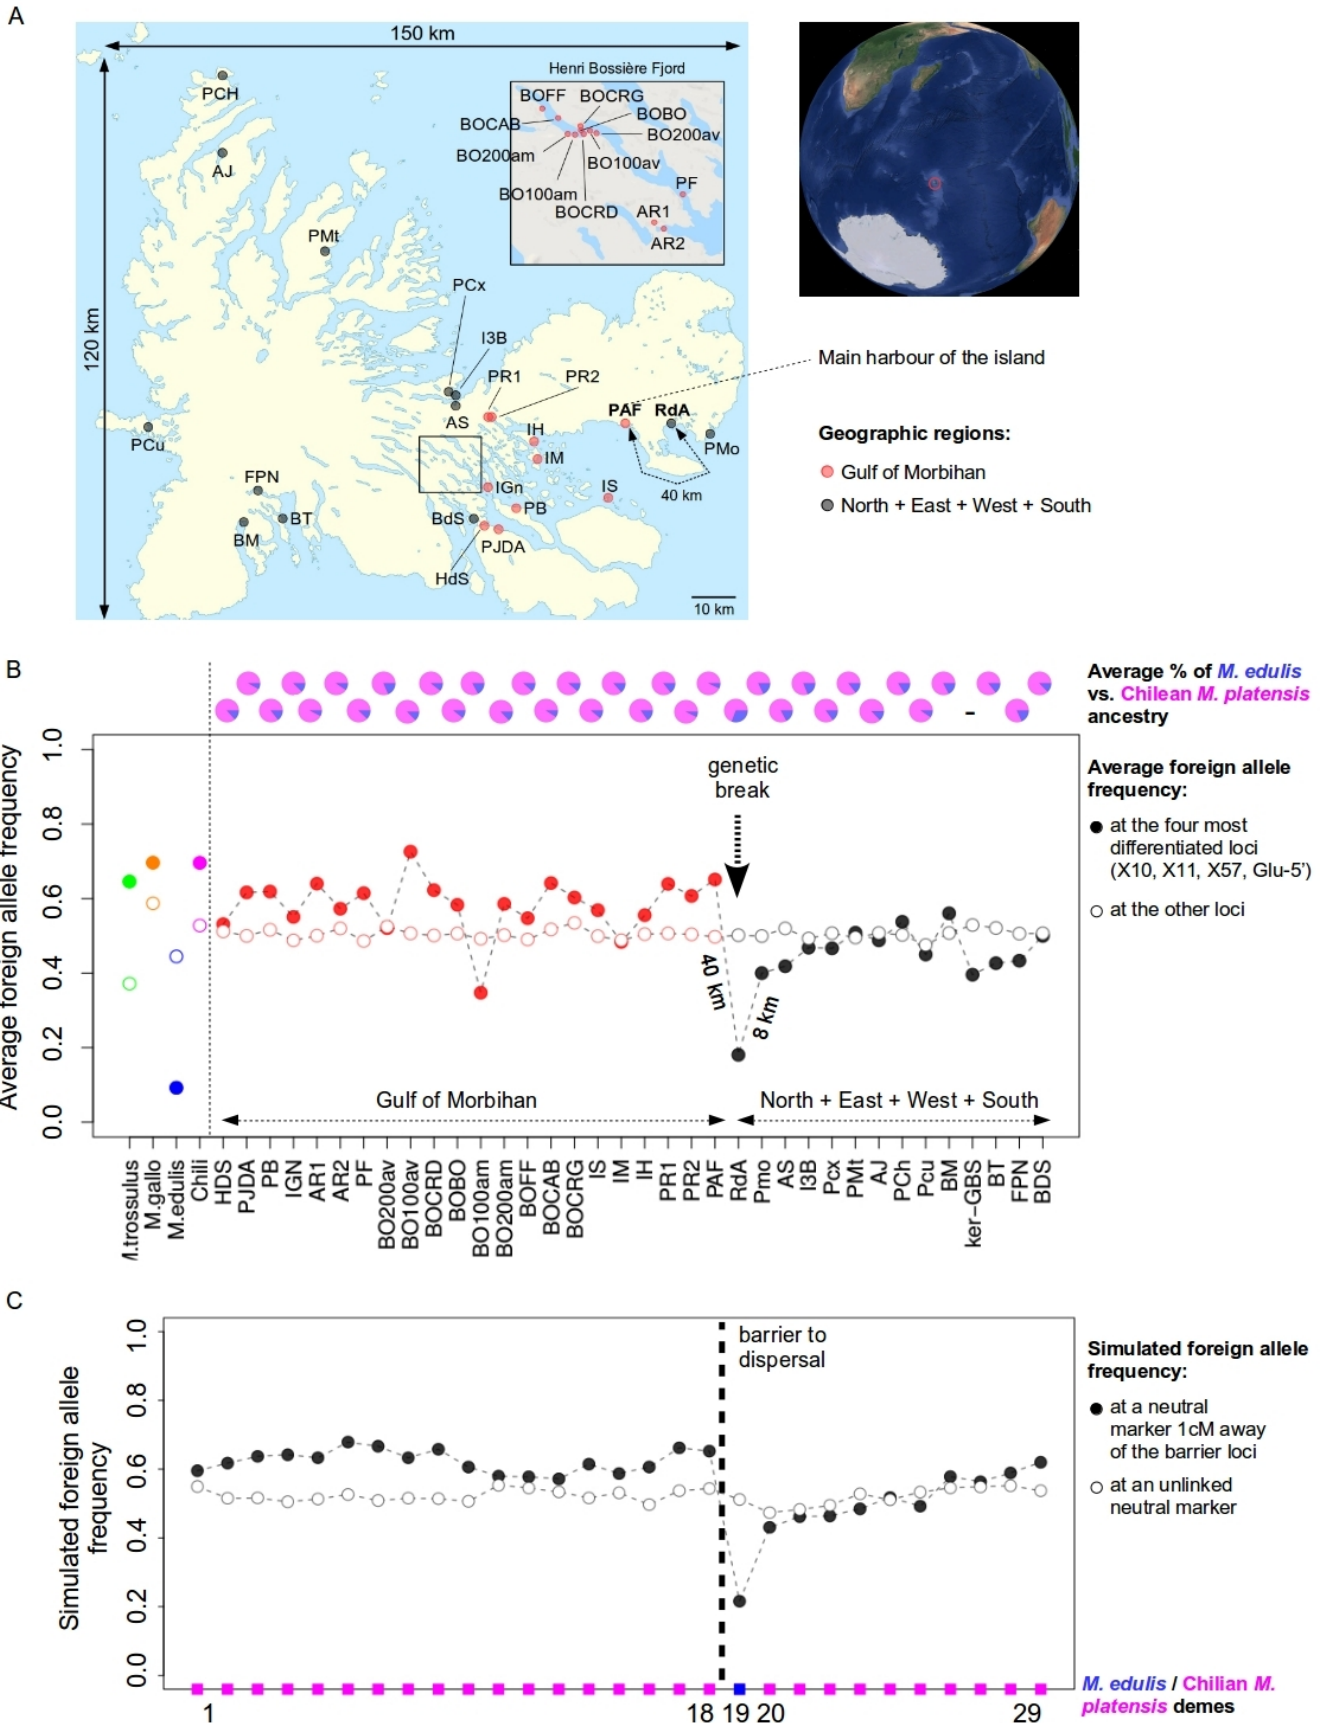 A
150 km
120 km
Henri Bossière Fjord
BOFF
BOCRG
BOCAB
BOBO
BO200av
BO200am
BO100av
BO100am
BOCRD
PF
AR1
AR2
PCH
AJ
PMt
PCx
I3B
PR1
PR2
AS
PAF
RdA
IH
IM
PMo
PCu
40 km
FPN
IGn
IS
PB
BT
BdS
BM
PJDA
HdS
10 km
Main harbour of the island
Geographic regions:
Gulf of Morbihan
North + East + West + South
B
Average % of M. edulis
vs. Chilean M. platensis
ancestry
-
Average foreign allele frequency
1.0
0.8
0.6
0.4
0.2
0.0
genetic
break
40 km
8 km
Gulf of Morbihan
North + East + West + South
Average foreign allele
frequency:
at the four most
differentiated loci
(X10, X11, X57, Glu-5')
at the other loci
M.trossulus
M.gallo
M.edulis
Chili
HDS
PJDA
PB
IGN
AR1
AR2
PF
BO200av
BO100av
BOCRD
BOBO
BO100am
BO200am
BOFF
BOCAB
BOCRG
IS
IM
IH
PR1
PR2
PAF
RdA
Pmo
AS
I3B
Pcx
PMt
AJ
PCh
Pcu
BM
ker-GBS
BT
FPN
BDS
C
Simulated foreign allele
frequency
1.0
0.8
0.6
0.4
0.2
0.0
barrier to
dispersal
Simulated foreign allele
frequency:
at a neutral
marker 1cM away
of the barrier loci
at an unlinked
neutral marker
M. edulis / Chilian M.
platensis demes
1
18 19 20
29